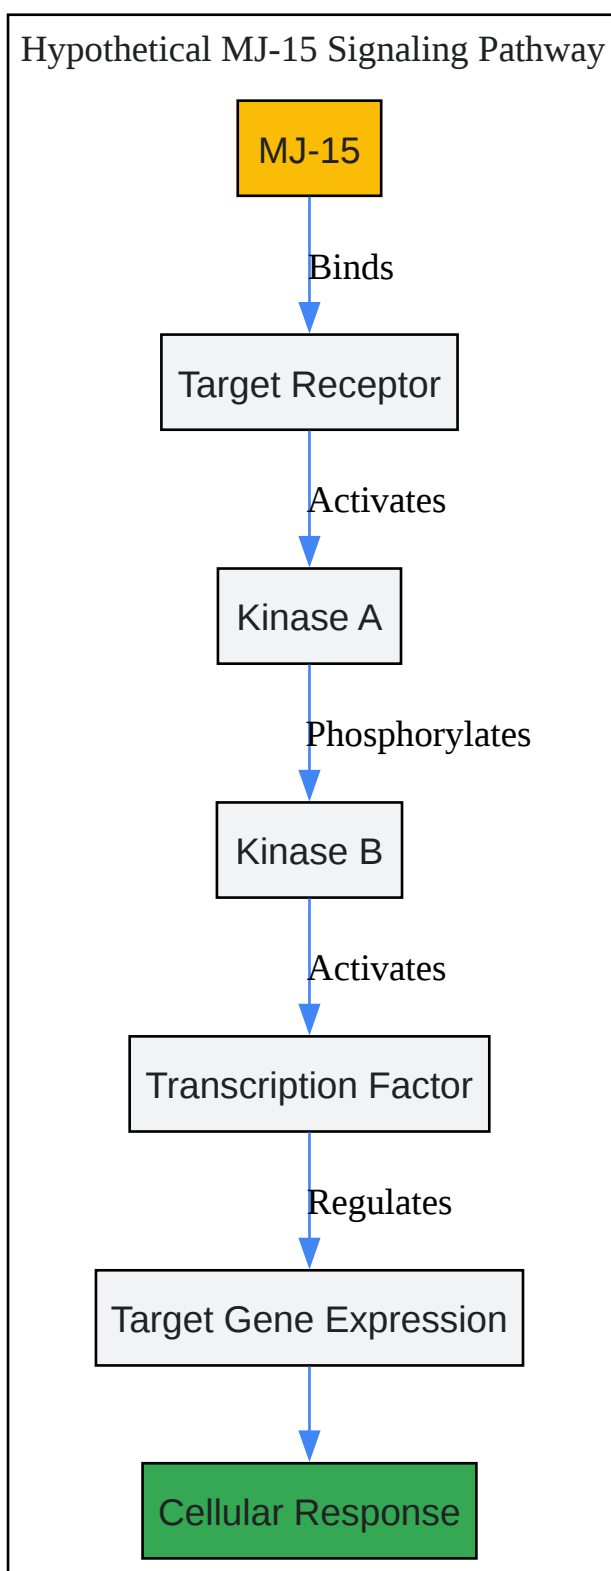 Hypothetical MJ-15 Signaling Pathway
MJ-15
Binds
Target Receptor
Activates
Kinase A
Phosphorylates
Kinase B
Activates
Transcription Factor
Regulates
Target Gene Expression
Cellular Response